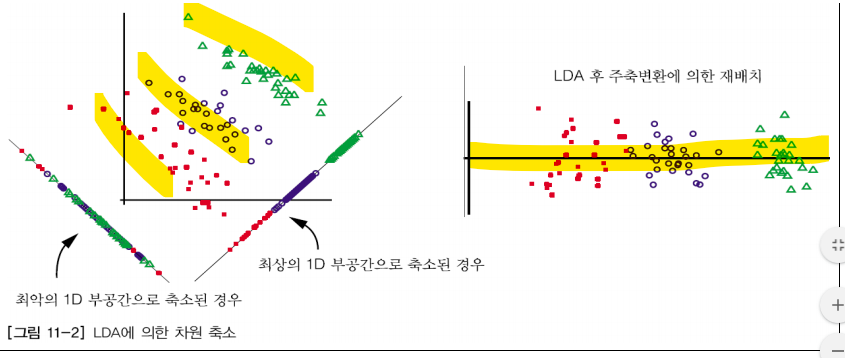 LDA 후 주축변환에 의한 재배치
최상의 1D 부공간으로 축소된 경우
최악의 1D 부공간으로 축소된 경우
[그림 11-2] LDA에 의한 차원 축소